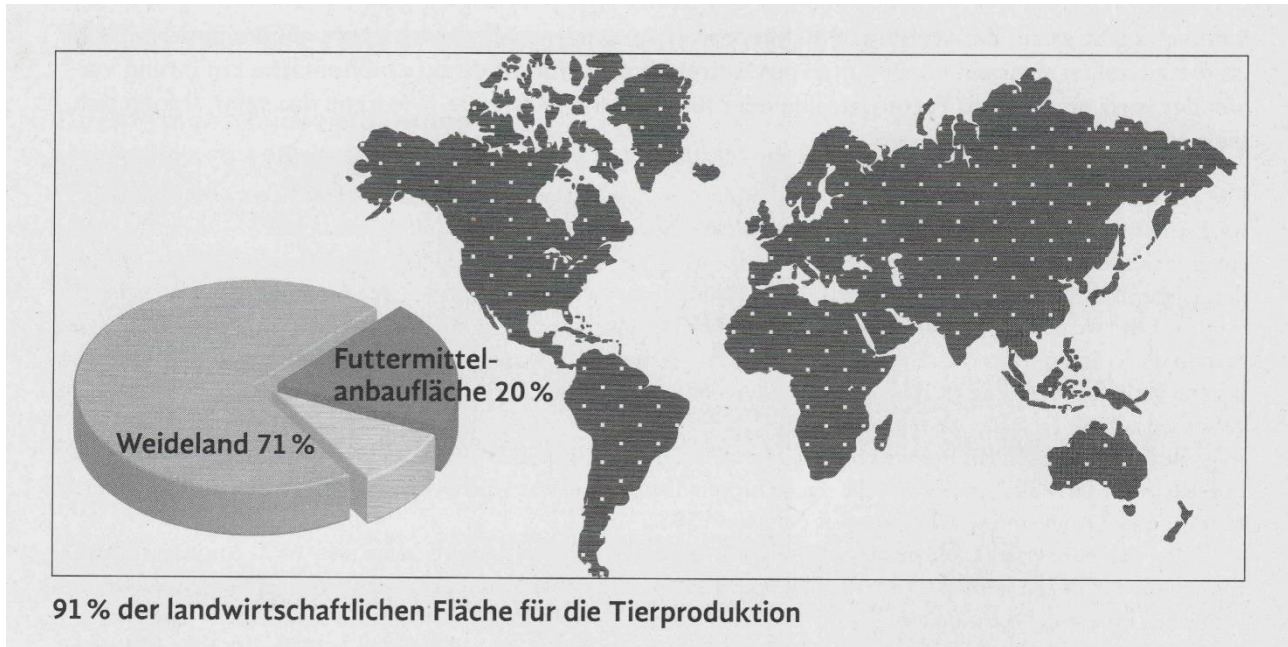 Futtermittel-
anbaufläche 20 %
Weideland 71 %
91 % der landwirtschaftlichen Fläche für die Tierproduktion